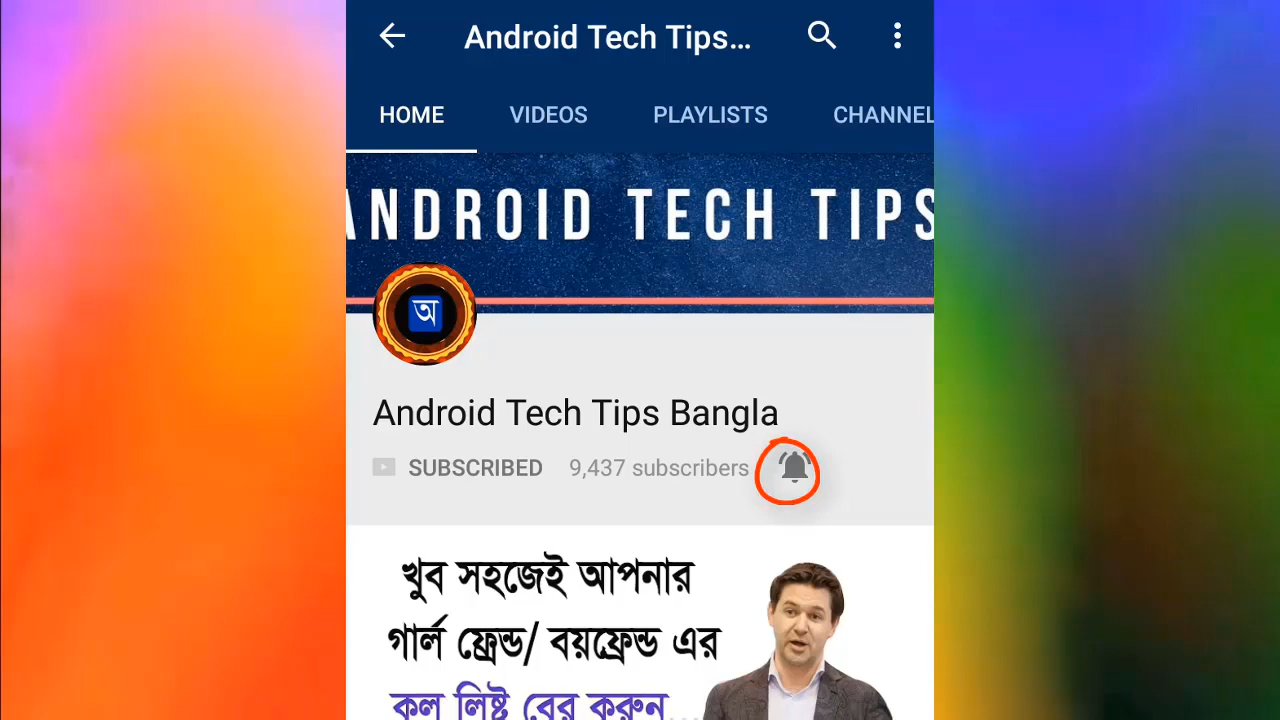 Android Tech Tips...
HOME VIDEOS PLAYLISTS CHANNEL
ANDROID TECH TIPS
অ
Android Tech Tips Bangla
SUBSCRIBED 9,437 subscribers
খুব সহজেই আপনার
গার্ল ফ্রেন্ড/ বয়ফ্রেন্ড এর
কল লিষ্ট বের করুন...